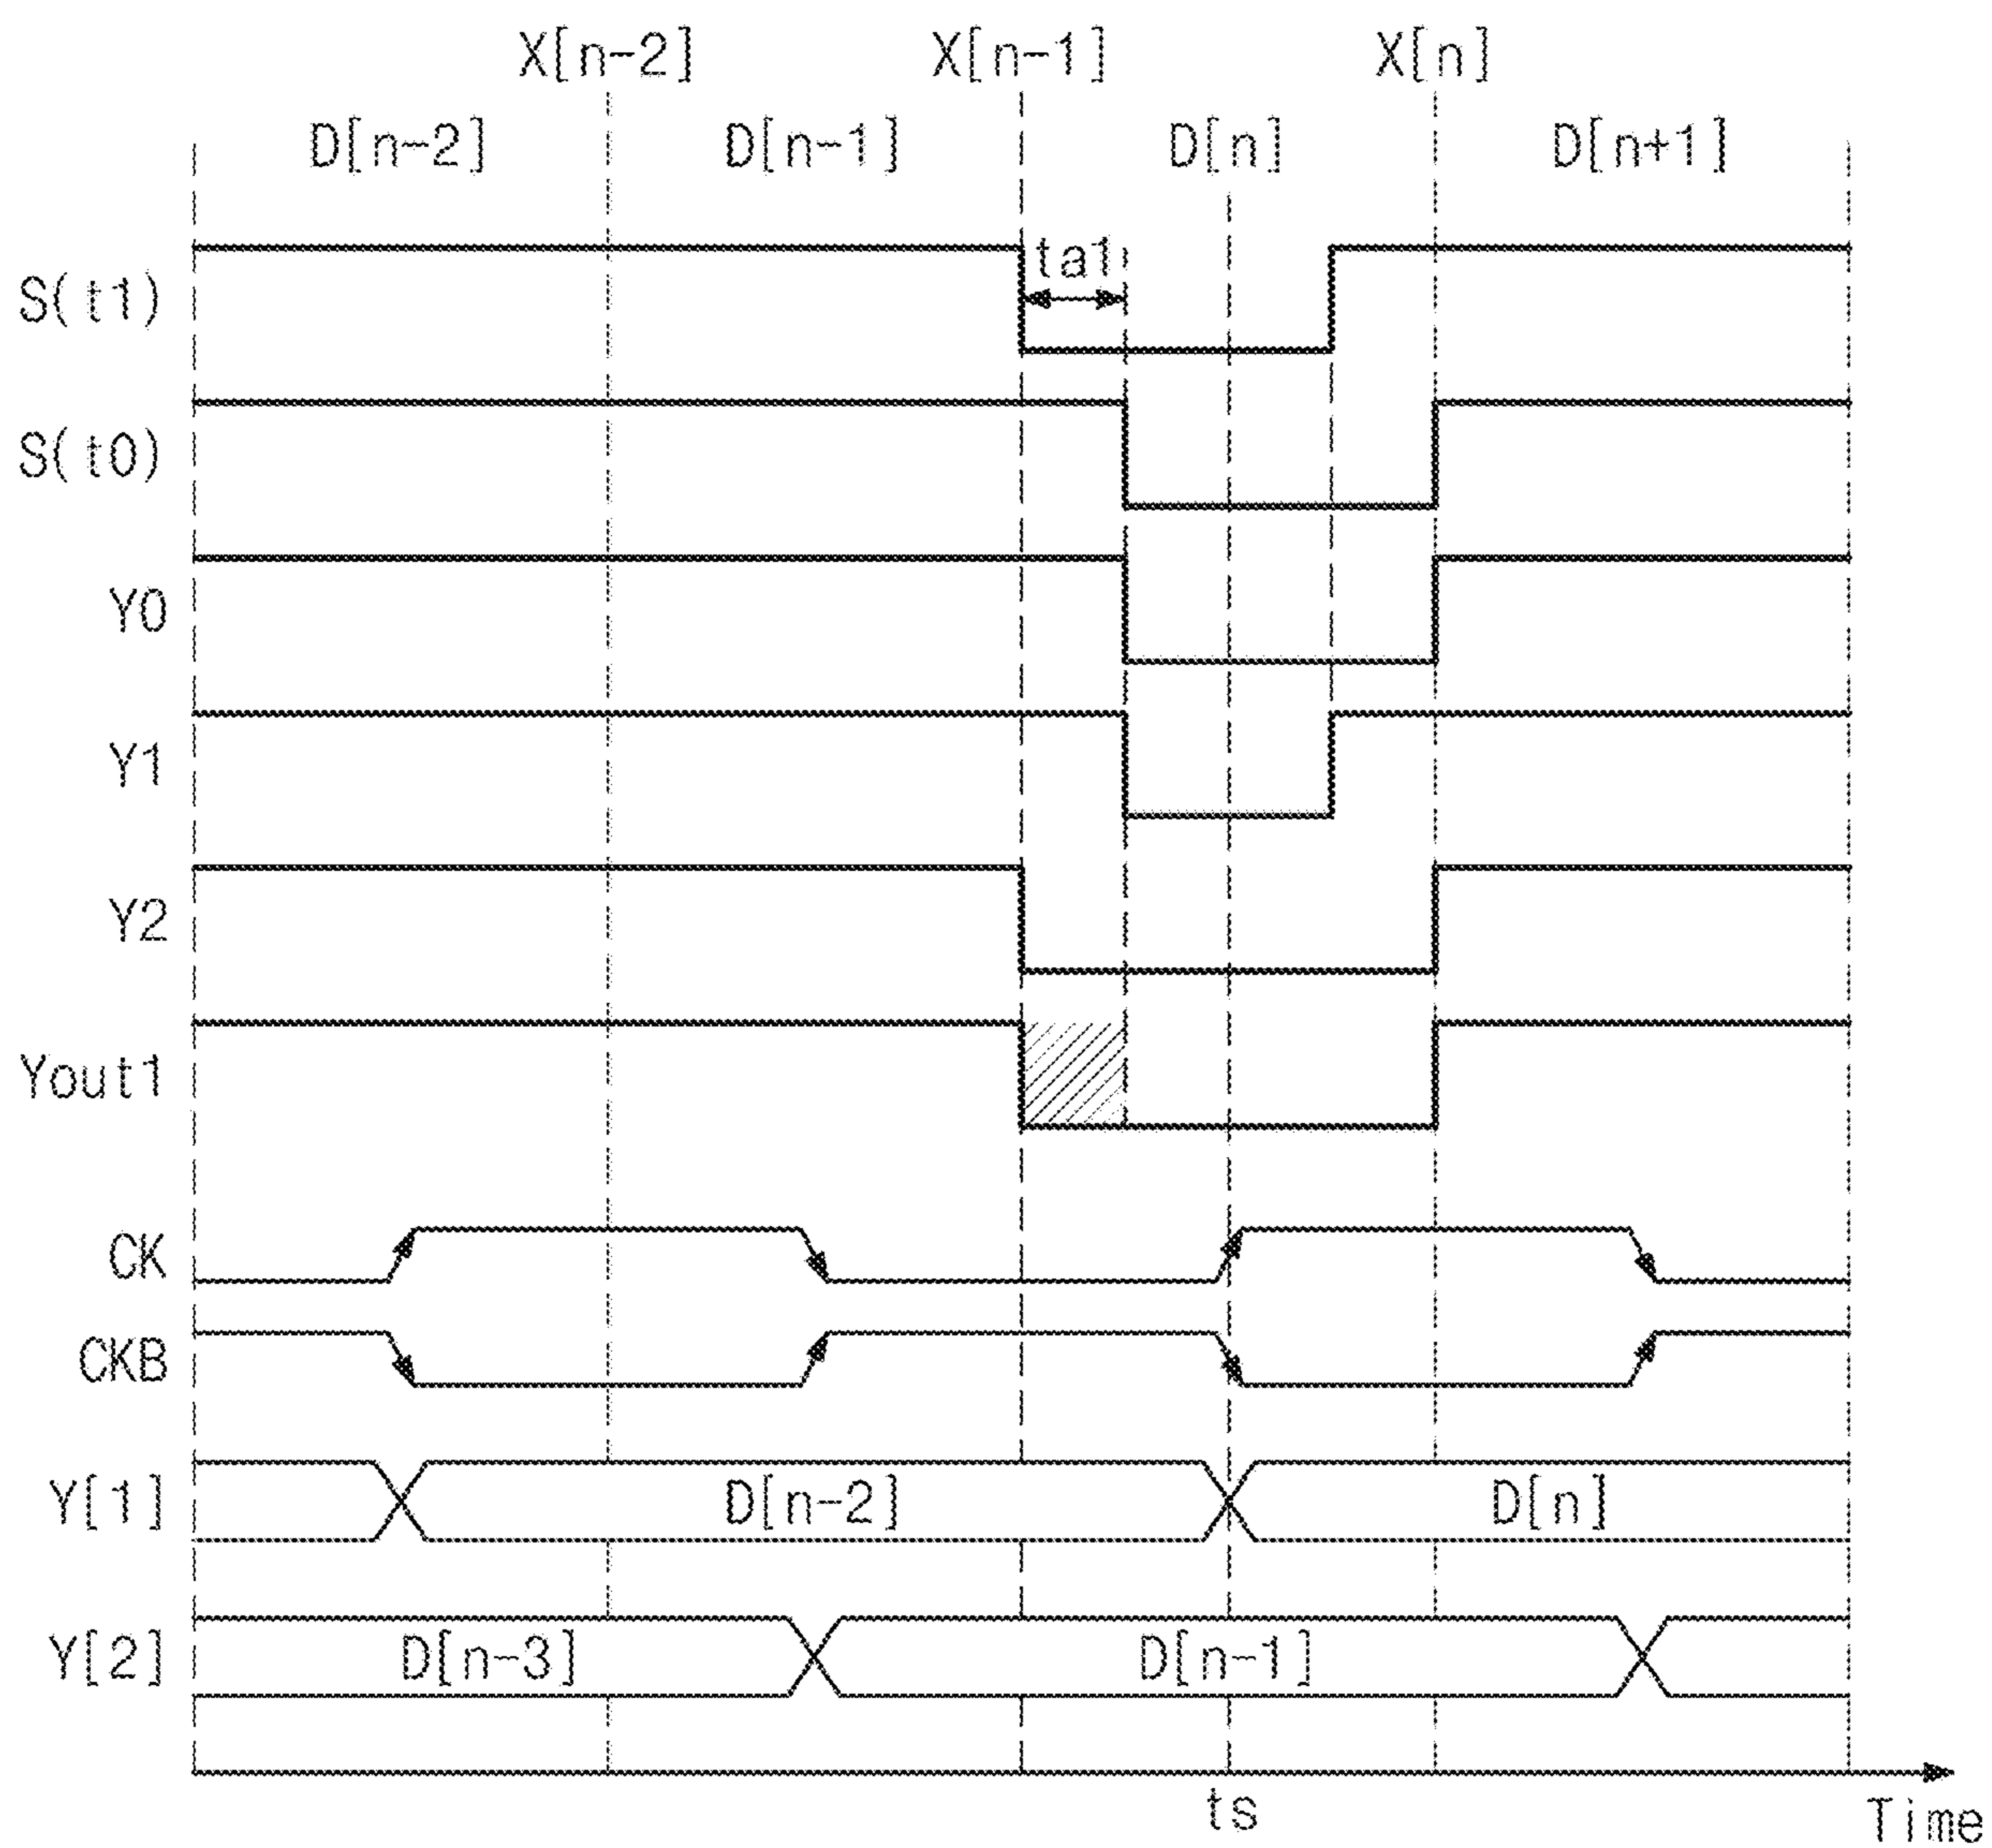 X[n-2] X[n-1] X[n]
D[n-2] D[n-1] D[n] D[n+1]
ta1
S(t1)
S(t0)
Y0
Y1
Y2
Yout1
CK
CKB
Y[1] D[n-2] D[n]
Y[2] D[n-3] D[n-1]
ts
Time